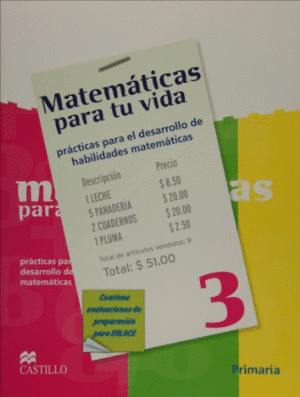 Matemáticas
para tu vida
prácticas para el desarrollo de
habilidades matemáticas
Descripción Precio
1 LECHE $ 8.50
5 PANADERIA $ 20.00
2 CUADERNOS $ 20.00
1 PLUMA $ 2.50
Total de artículos vendidos: 9
Total: $ 51.00
m as
para
prácticas par
desarrollo de
matemáticas
3
Contiene
evaluaciones de
preparación
para ENLACE
CASTILLO
Primaria